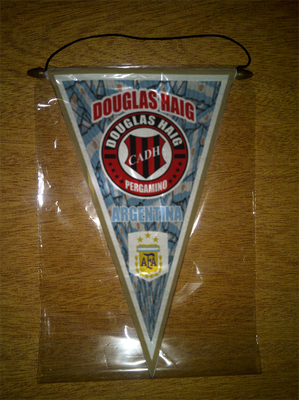 DOUGLAS HAIG
DOUGLAS HAIG
CADH
PERGAMINO
ARGENTINA
AFA